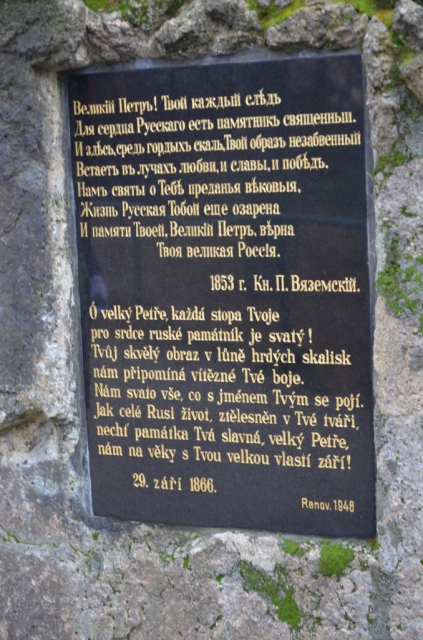 Великій Петръ! Твой каждый слѣдъ
Для сердца Русскаго есть памятникъ священный.
И здѣсь, средь гордыхъ скалъ, Твой образъ незабвенный
Встаетъ въ лучахъ любви, и славы, и побѣдъ.
Намъ святы о Тебѣ преданья вѣковыя,
Жизнь Русская Тобой еще озарена
И памяти Твоей, Великій Петръ, вѣрна
Твоя великая Россія.
1853 г. Кн. П. Вяземскій.
Ó velký Petře, každá stopa Tvoje
pro srdce ruské památník je svatý!
Tvůj skvělý obraz v lůně hrdých skalisk
nám připomíná vítězné Tvé boje.
Nám svato vše, co s jménem Tvým se pojí.
Jak celé Rusi život, ztělesněn v Tvé tváři,
nechť památka Tvá slavná, velký Petře,
nám na věky s Tvou velkou vlastí září!
29. září 1866.
Renov. 1948